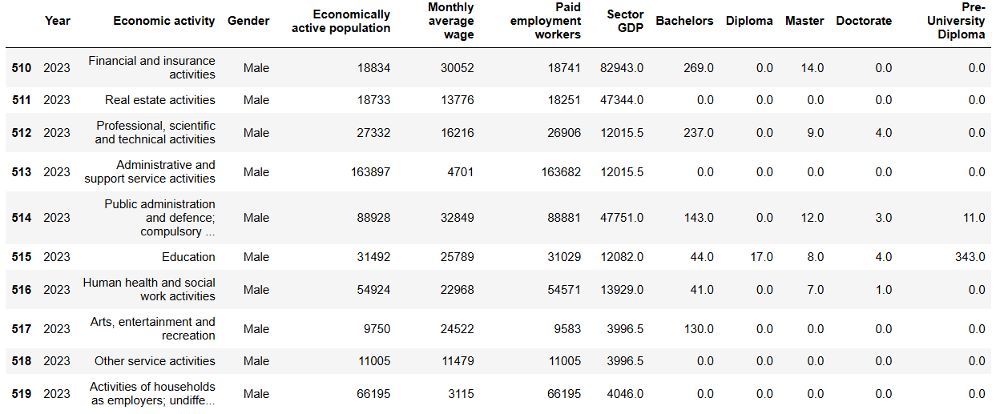 Year Economic activity Gender Economically active population Monthly average wage Paid employment workers Sector GDP Bachelors Diploma Master Doctorate Pre-University Diploma
510 2023 Financial and insurance activities Male 18834 30052 18741 82943.0 269.0 0.0 14.0 0.0 0.0
511 2023 Real estate activities Male 18733 13776 18251 47344.0 0.0 0.0 0.0 0.0 0.0
512 2023 Professional, scientific and technical activities Male 27332 16216 26906 12015.5 237.0 0.0 9.0 4.0 0.0
513 2023 Administrative and support service activities Male 163897 4701 163682 12015.5 0.0 0.0 0.0 0.0 0.0
514 2023 Public administration and defence; compulsory ... Male 88928 32849 88881 47751.0 143.0 0.0 12.0 3.0 11.0
515 2023 Education Male 31492 25789 31029 12082.0 44.0 17.0 8.0 4.0 343.0
516 2023 Human health and social work activities Male 54924 22968 54571 13929.0 41.0 0.0 7.0 1.0 0.0
517 2023 Arts, entertainment and recreation Male 9750 24522 9583 3996.5 130.0 0.0 0.0 0.0 0.0
518 2023 Other service activities Male 11005 11479 11005 3996.5 0.0 0.0 0.0 0.0 0.0
519 2023 Activities of households as employers; undiffe... Male 66195 3115 66195 4046.0 0.0 0.0 0.0 0.0 0.0